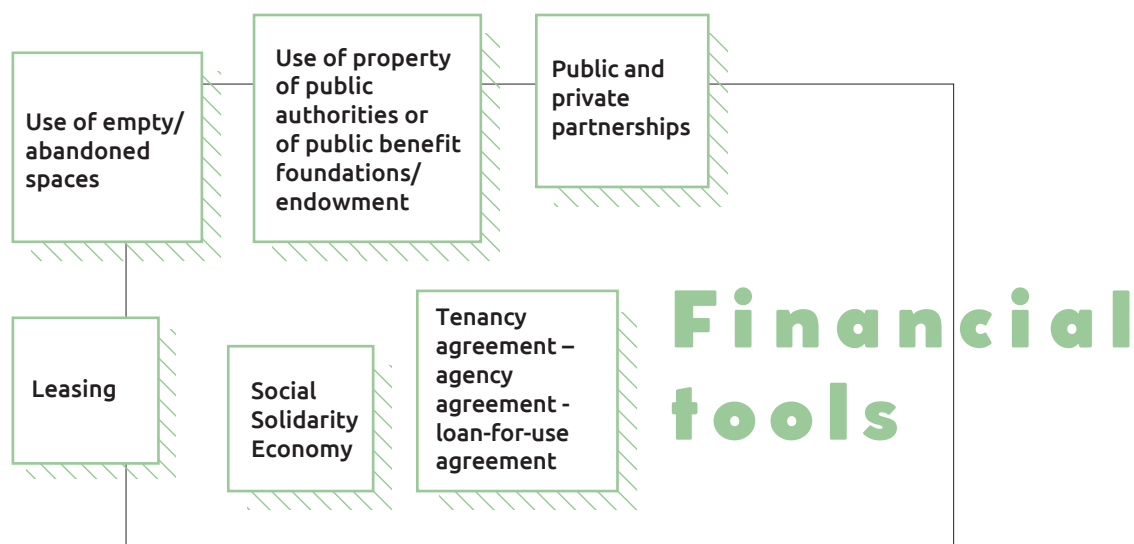 Use of empty/
abandoned
spaces
Use of property
of public
authorities or
of public benefit
foundations/
endowment
Public and
private
partnerships
Leasing
Social
Solidarity
Economy
Tenancy
agreement –
agency
agreement -
loan-for-use
agreement
Financial
tools